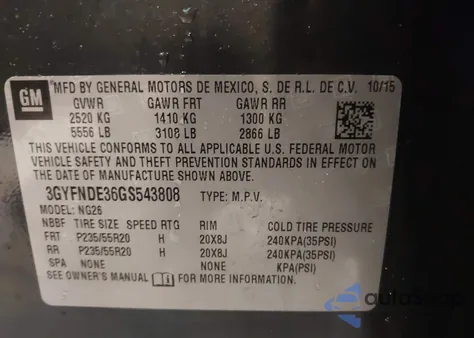 GM
MFD BY GENERAL MOTORS DE MEXICO, S. DE R.L. DE C.V. 10/15
GVWR GAWR FRT GAWR RR
2520 KG 1410 KG 1300 KG
5556 LB 3108 LB 2866 LB
THIS VEHICLE CONFORMS TO ALL APPLICABLE U.S. FEDERAL MOTOR
VEHICLE SAFETY AND THEFT PREVENTION STANDARDS IN EFFECT ON
THE DATE OF MANUFACTURE SHOWN ABOVE.
3GYFNDE36GS543808 TYPE: M.P.V.
MODEL: NG26
NBBF TIRE SIZE SPEED RTG RIM COLD TIRE PRESSURE
FRT P235/55R20 H 20X8J 240KPA(35PSI)
RR P235/55R20 H 20X8J 240KPA(35PSI)
SPA NONE NONE KPA(PSI)
SEE OWNER'S MANUAL FOR MORE INFORMATION.
autoSnap